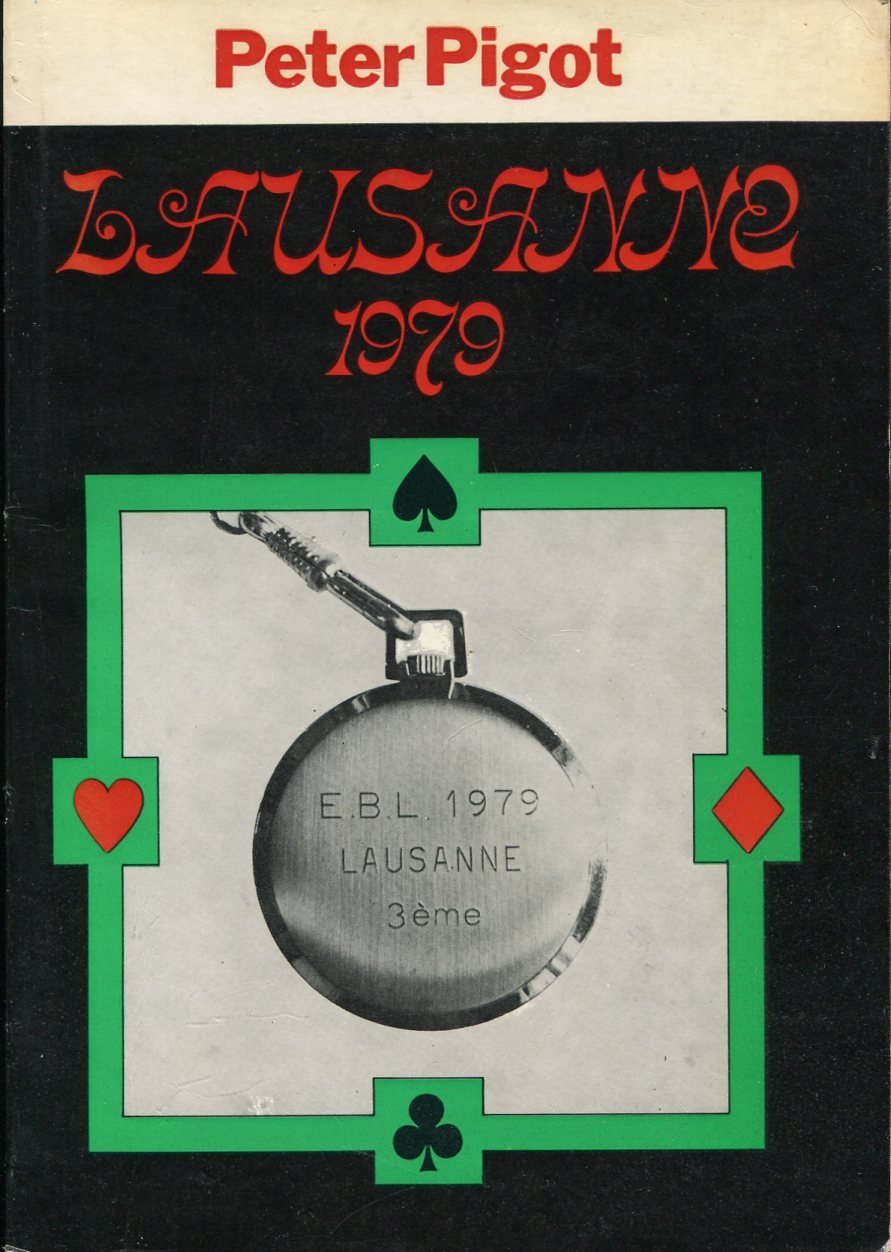 Peter Pigot
LAUSANNE
1979
E.B.L. 1979
LAUSANNE
3ème